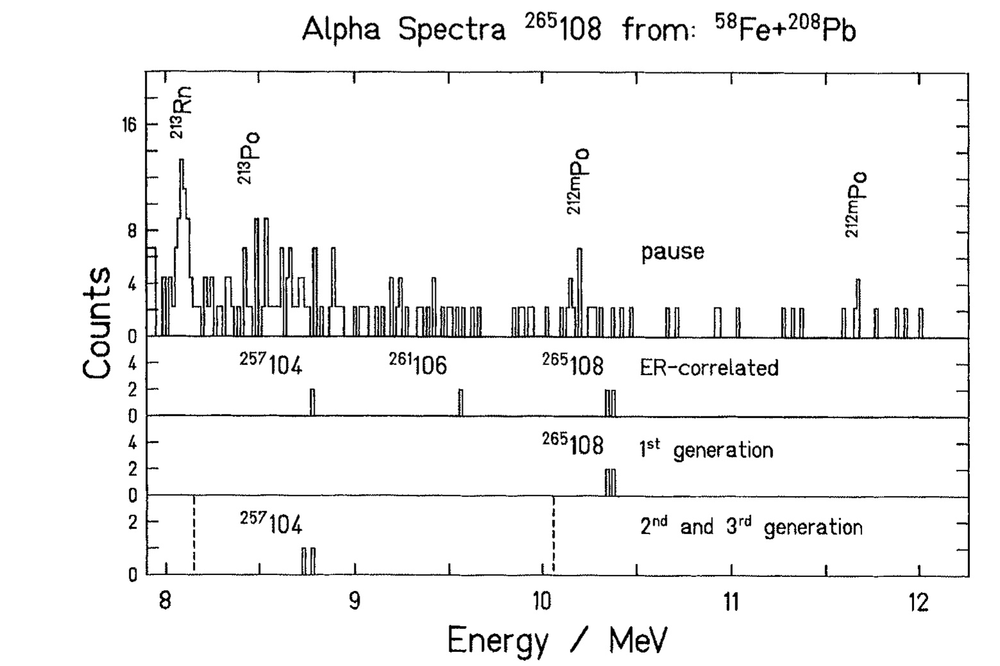 Alpha Spectra ²⁶⁵108 from: ⁵⁸Fe+²⁰⁸Pb
²¹³Rn
²¹³Po
²¹²ᵐPo
²¹²ᵐPo
16
8
4
0
pause
Counts
²⁵⁷104 ²⁶¹106 ²⁶⁵108 ER-correlated
4
2
0
²⁶⁵108 1ˢᵗ generation
4
2
0
²⁵⁷104 2ⁿᵈ and 3ʳᵈ generation
2
0
8 9 10 11 12
Energy / MeV